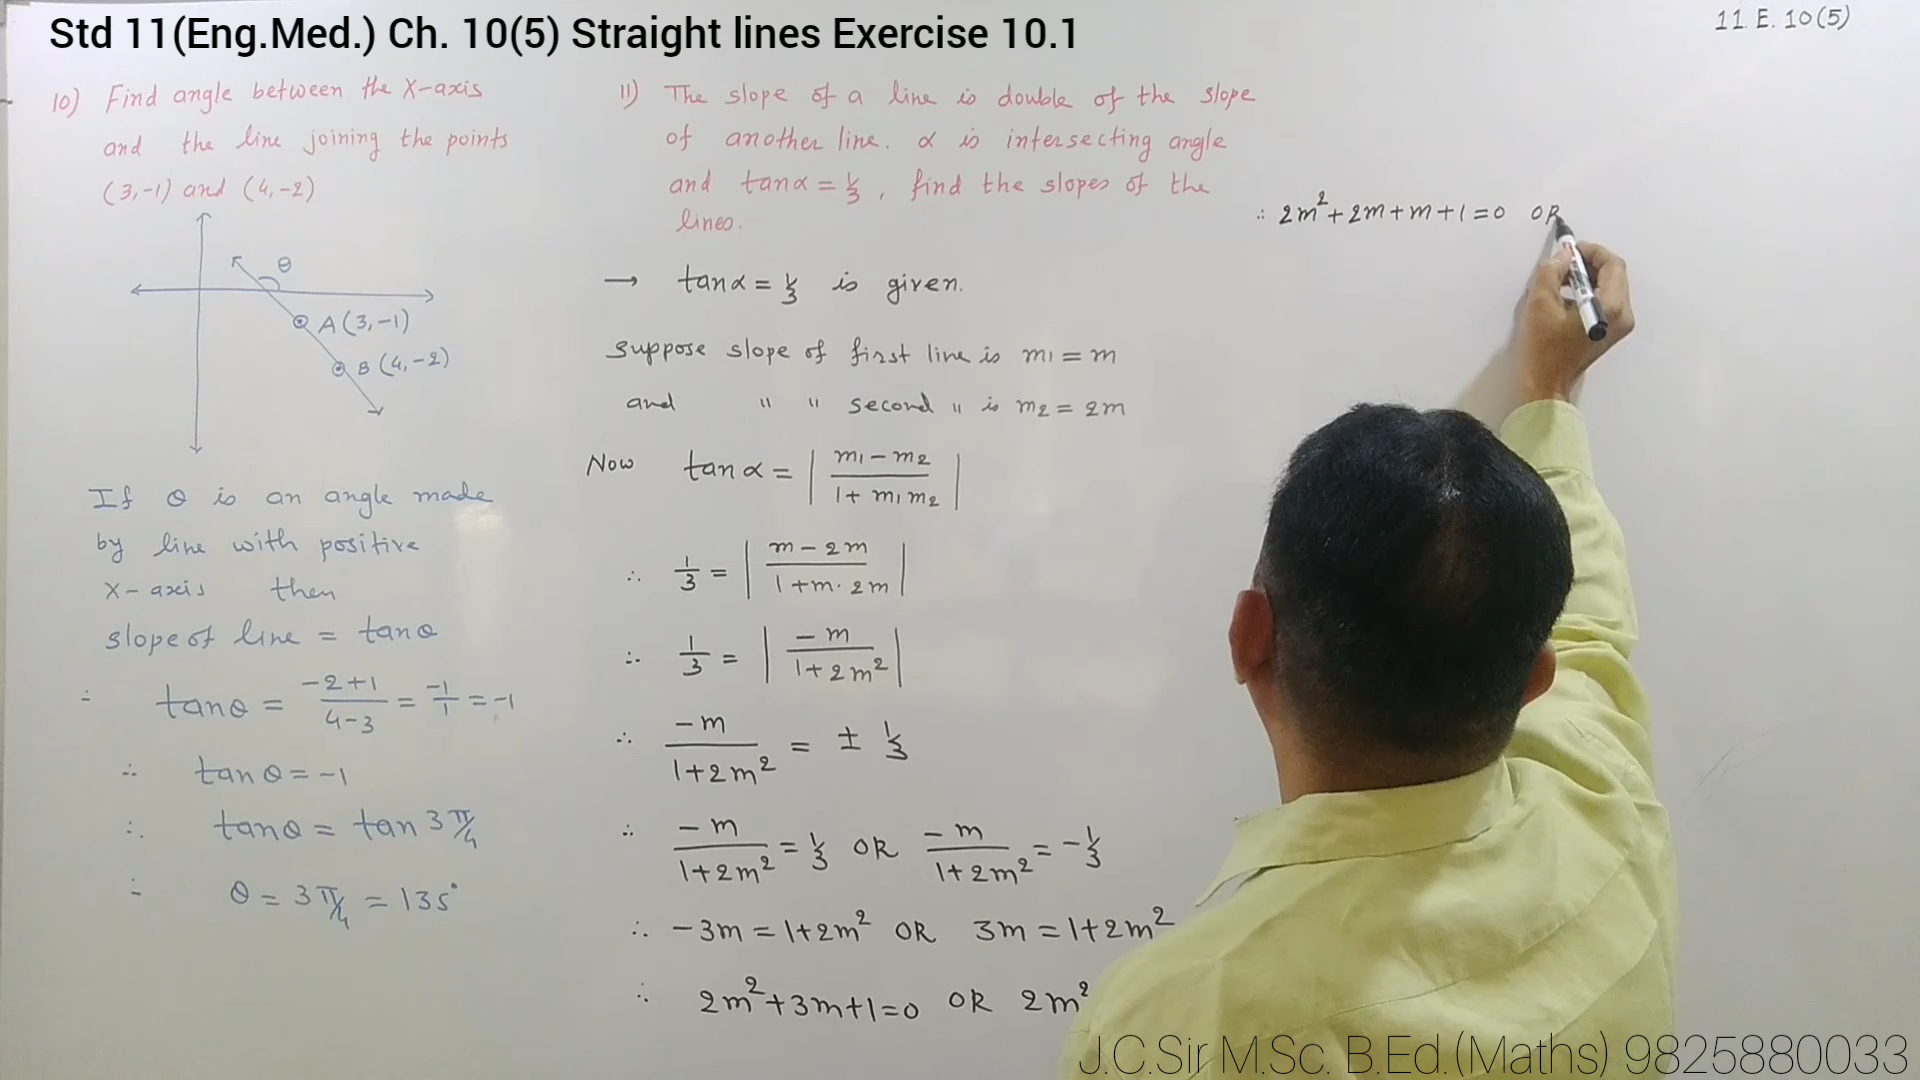 Std 11(Eng.Med.) Ch. 10(5) Straight lines Exercise 10.1
11. E. 10(5)
10) Find angle between the X-axis
and the line joining the points
(3,-1) and (4,-2)
θ
A (3,-1)
B (4,-2)
If θ is an angle made
by line with positive
X-axis then
slope of line = tanθ
∴ tanθ = (-2+1)/(4-3) = -1/1 = -1
∴ tanθ = -1
∴ tanθ = tan 3π/4
∴ θ = 3π/4 = 135°
11) The slope of a line is double of the slope
of another line. α is intersecting angle
and tanα = 1/3, find the slopes of the
lines.
→ tanα = 1/3 is given.
Suppose slope of first line is m1 = m
and " " second " is m2 = 2m
Now tanα = | (m1 - m2)/(1 + m1 m2) |
∴ 1/3 = | (m - 2m)/(1 + m · 2m) |
∴ 1/3 = | -m/(1 + 2m²) |
∴ -m/(1+2m²) = ± 1/3
∴ -m/(1+2m²) = 1/3 OR -m/(1+2m²) = -1/3
∴ -3m = 1+2m² OR 3m = 1+2m²
∴ 2m²+3m+1=0 OR 2m²
∴ 2m²+2m+m+1=0 OR
J.C.Sir M.Sc. B.Ed.(Maths) 9825880033